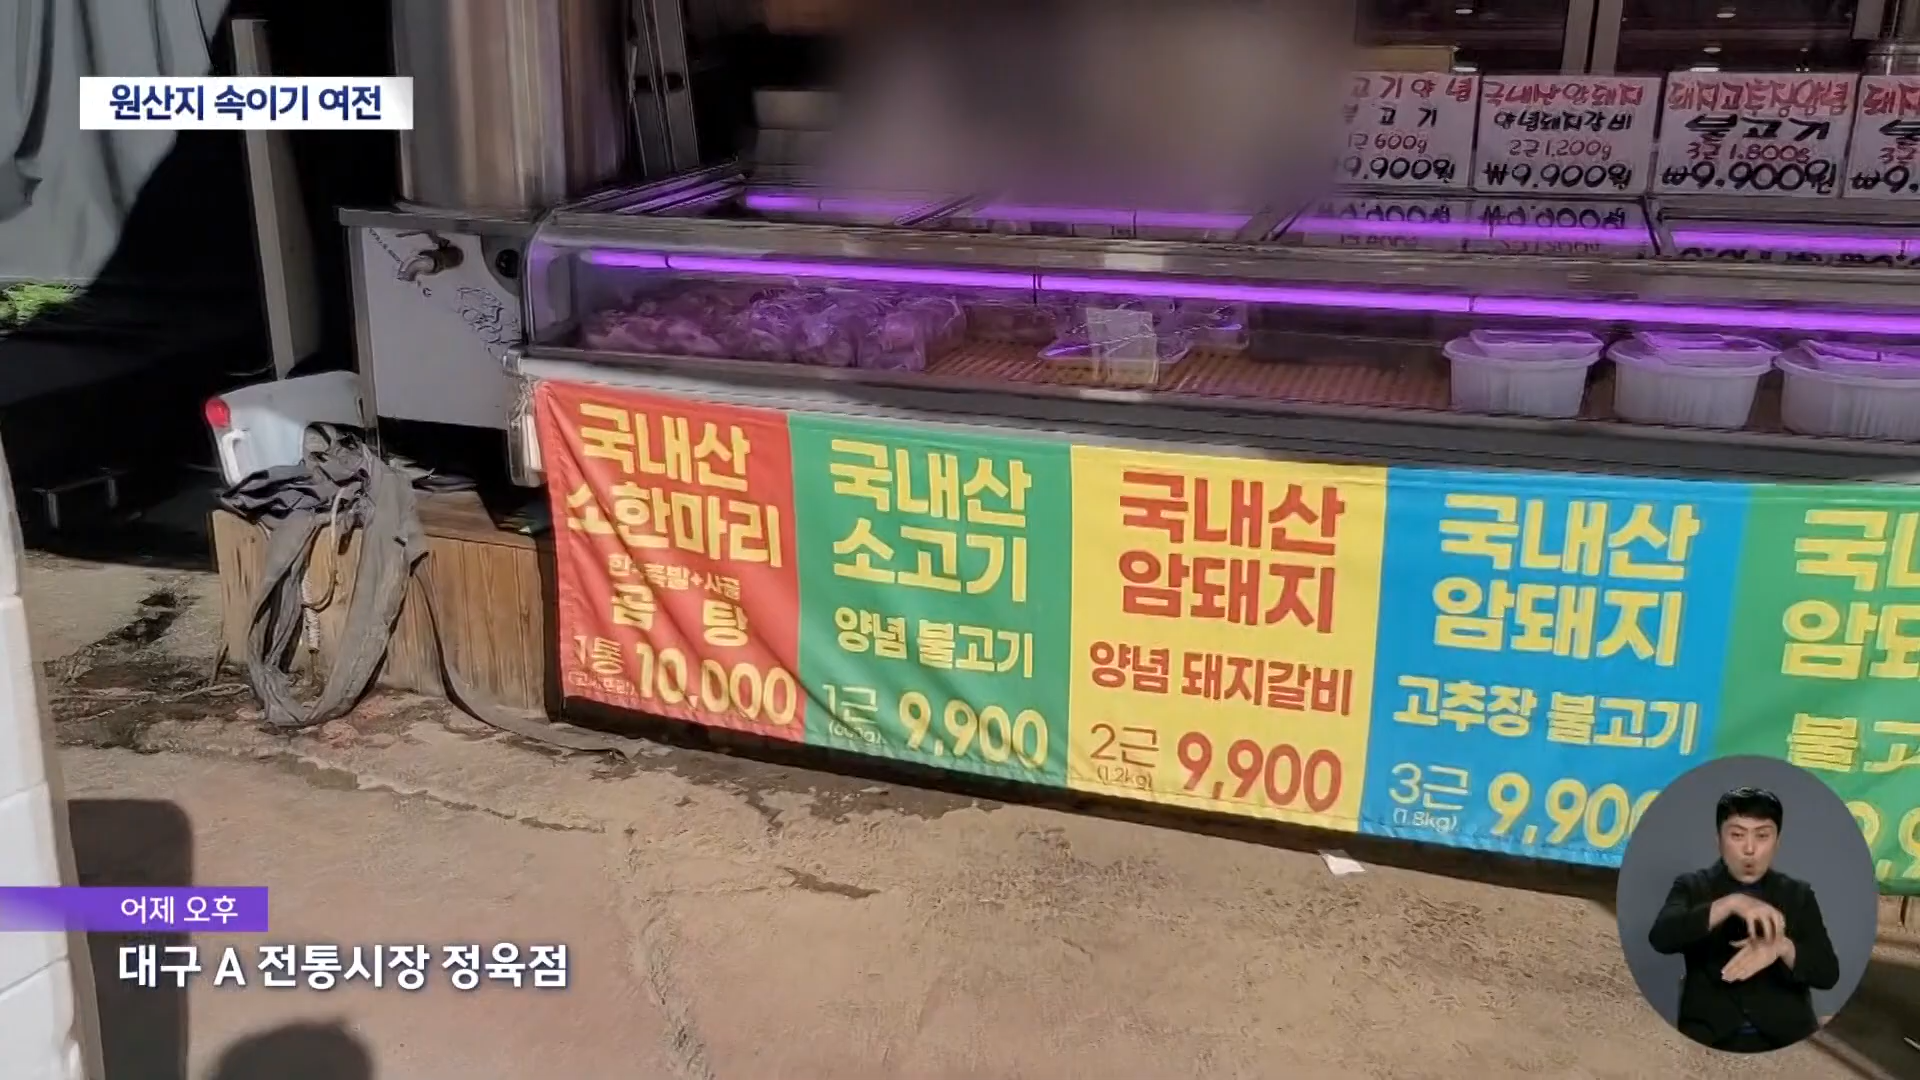 원산지 속이기 여전
고기양념
불고기
1근 600g
9.900원
국내산암돼지
양념돼지갈비
2근 1.200g
₩9.900원
돼지고추장양념
불고기
3근 1.800g
₩9.900원
국내산
소한마리
곰탕
1통
10,000
국내산
소고기
양념 불고기
1근
(600g)
9,900
국내산
암돼지
양념 돼지갈비
2근
(1.2kg)
9,900
국내산
암돼지
고추장 불고기
3근
(1.8kg)
9,900
어제 오후
대구 A 전통시장 정육점